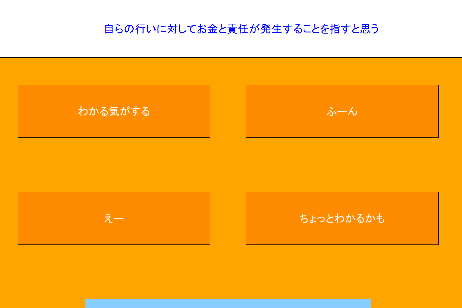 自らの行いに対してお金と責任が発生することを指すと思う
わかる気がする
ふーん
えー
ちょっとわかるかも